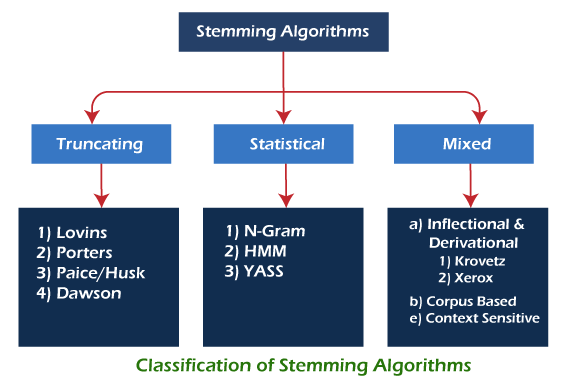 Stemming Algorithms
Truncating
Statistical
Mixed
1) Lovins
2) Porters
3) Paice/Husk
4) Dawson
1) N-Gram
2) HMM
3) YASS
a) Inflectional &
Derivational
1) Krovetz
2) Xerox
b) Corpus Based
e) Context Sensitive
Classification of Stemming Algorithms